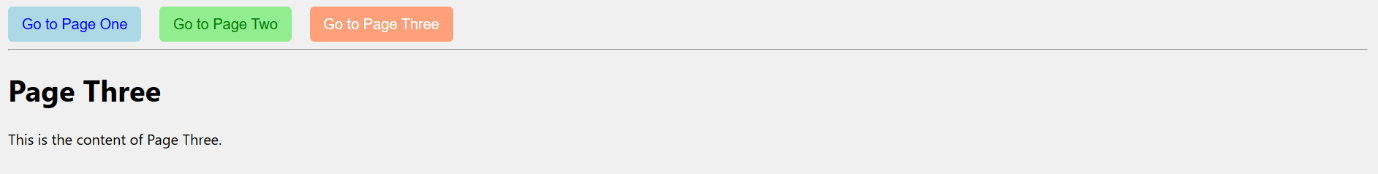 Go to Page One Go to Page Two Go to Page Three
Page Three
This is the content of Page Three.